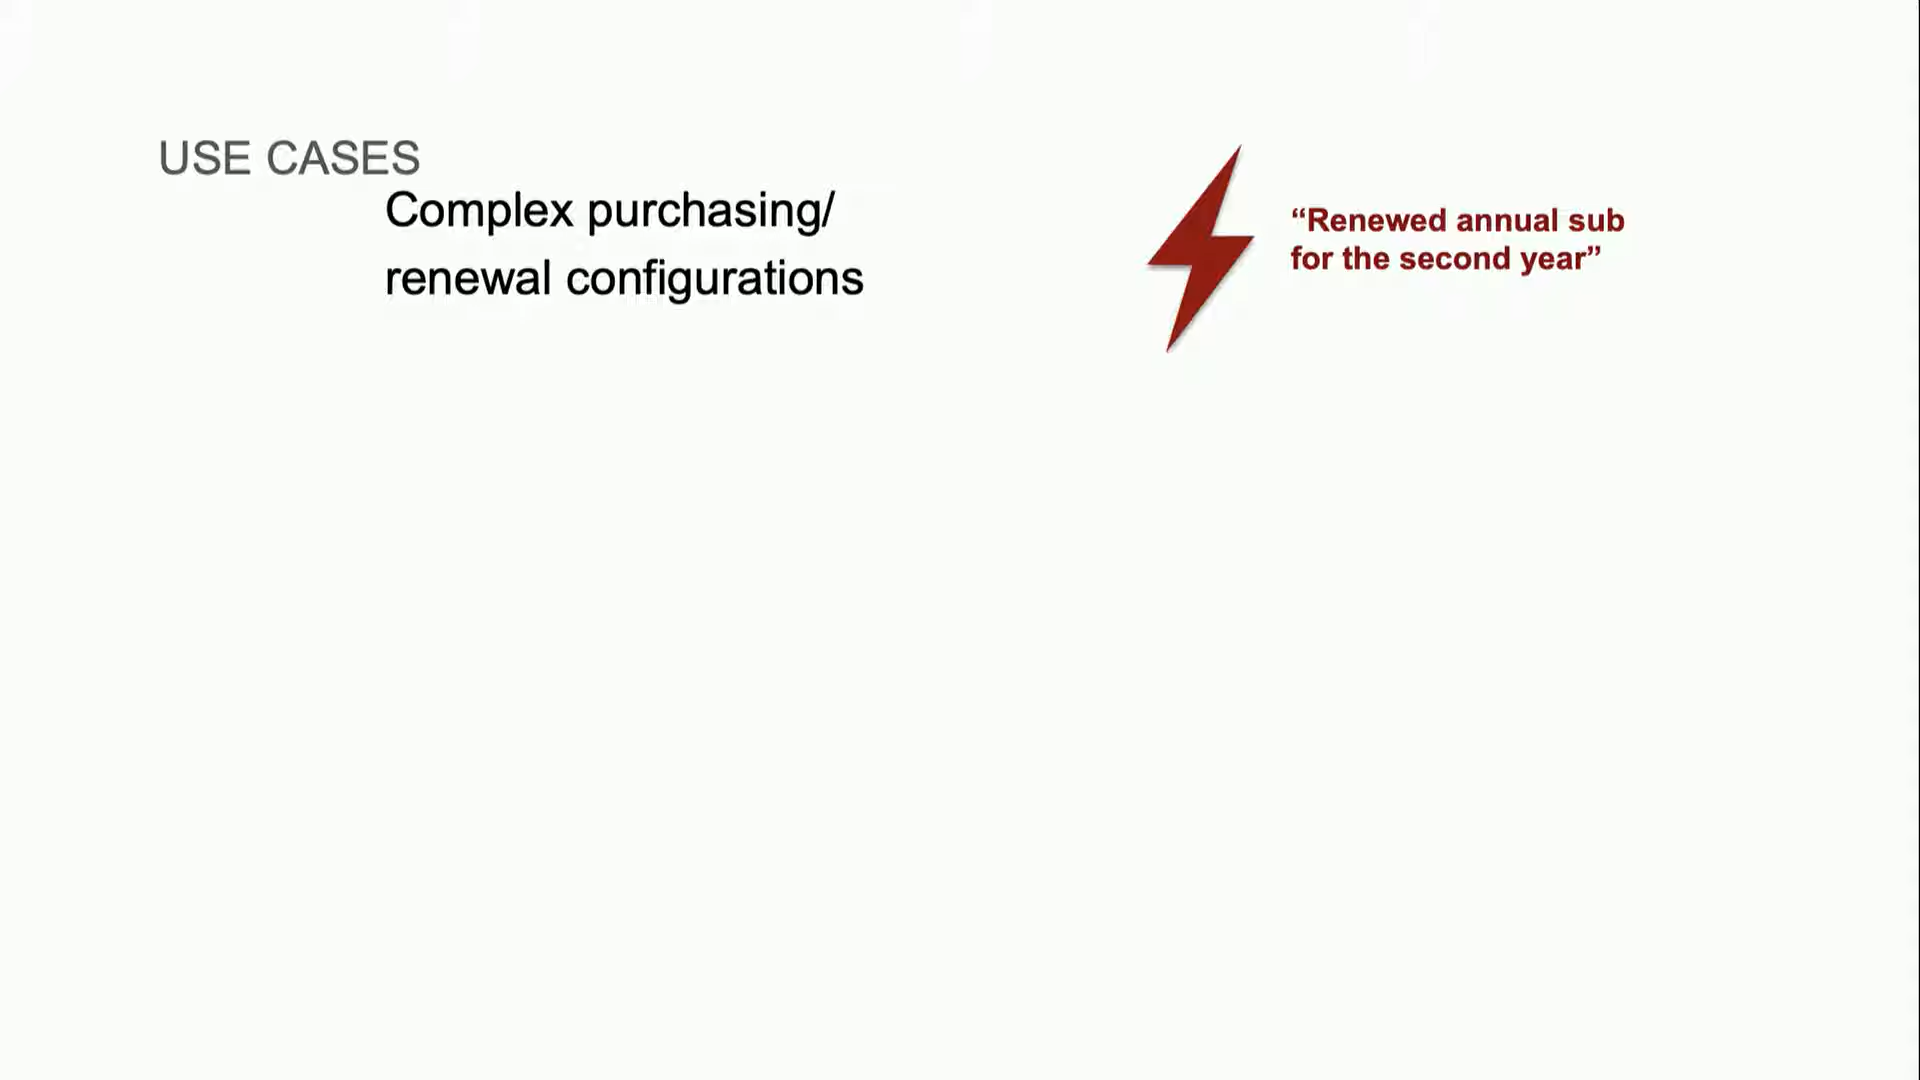 USE CASES
Complex purchasing/
renewal configurations
“Renewed annual sub
for the second year”